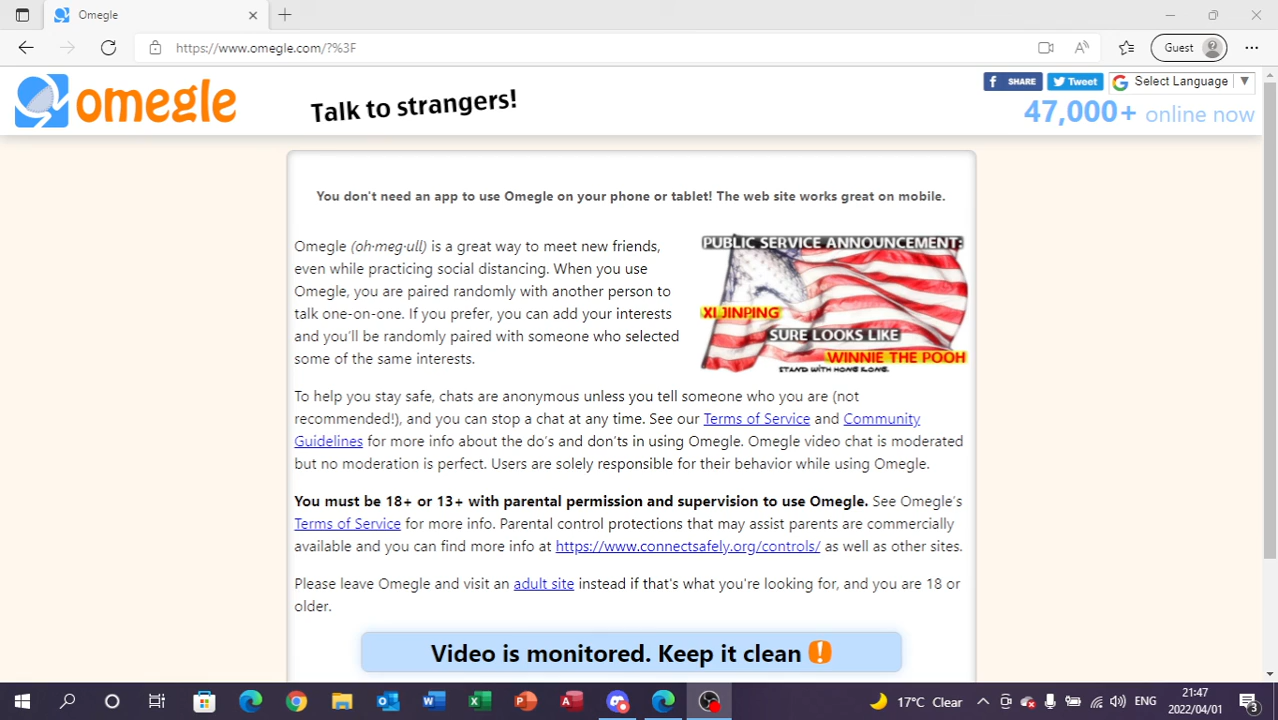 Omegle
https://www.omegle.com/?%3F
Guest
omegle
Talk to strangers!
SHARE
Tweet
Select Language
47,000+ online now
You don't need an app to use Omegle on your phone or tablet! The web site works great on mobile.
Omegle (oh·meg·ull) is a great way to meet new friends,
even while practicing social distancing. When you use
Omegle, you are paired randomly with another person to
talk one-on-one. If you prefer, you can add your interests
and you'll be randomly paired with someone who selected
some of the same interests.
PUBLIC SERVICE ANNOUNCEMENT:
XI JINPING
SURE LOOKS LIKE
WINNIE THE POOH
STAND WITH HONG KONG.
To help you stay safe, chats are anonymous unless you tell someone who you are (not
recommended!), and you can stop a chat at any time. See our Terms of Service and Community
Guidelines for more info about the do's and don'ts in using Omegle. Omegle video chat is moderated
but no moderation is perfect. Users are solely responsible for their behavior while using Omegle.
You must be 18+ or 13+ with parental permission and supervision to use Omegle. See Omegle's
Terms of Service for more info. Parental control protections that may assist parents are commercially
available and you can find more info at https://www.connectsafely.org/controls/ as well as other sites.
Please leave Omegle and visit an adult site instead if that's what you're looking for, and you are 18 or
older.
Video is monitored. Keep it clean
17°C Clear
ENG
21:47
2022/04/01
3